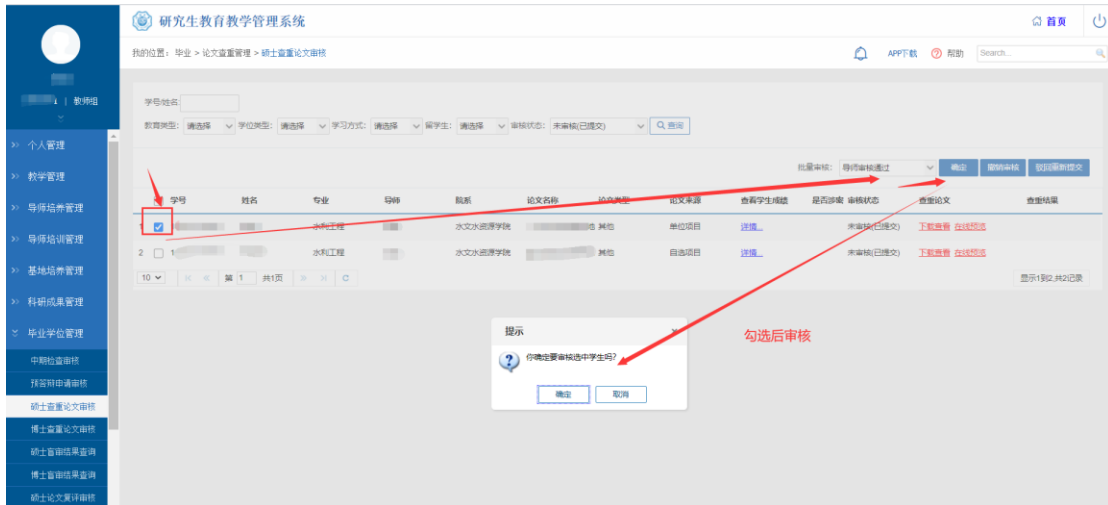 研究生教育教学管理系统
首页
我的位置：毕业 > 论文查重管理 > 硕士查重论文审核
APP下载 帮助 Search...
| 教师组
学号/姓名:
教育类型: 请选择 学位类型: 请选择 学习方式: 请选择 留学生: 请选择 审核状态: 未审核(已提交) 查询
批量审核: 导师审核通过 确定 撤销审核 驳回重新提交
学号 姓名 专业 导师 院系 论文名称 论文类型 论文来源 查看学生成绩 是否涉密 审核状态 查重论文 查重结果
1 水利工程 水文水资源学院 其他 单位项目 详情... 未审核(已提交) 下载查看 在线预览
2 1 水利工程 水文水资源学院 其他 自选项目 详情... 未审核(已提交) 下载查看 在线预览
10 第 1 共1页 显示1到2,共2记录
提示
你确定要审核选中学生吗?
确定 取消
勾选后审核
个人管理
教学管理
导师培养管理
导师培训管理
基地培养管理
科研成果管理
毕业学位管理
中期检查审核
预答辩申请审核
硕士查重论文审核
博士查重论文审核
硕士盲审结果查询
博士盲审结果查询
硕士论文复评审核